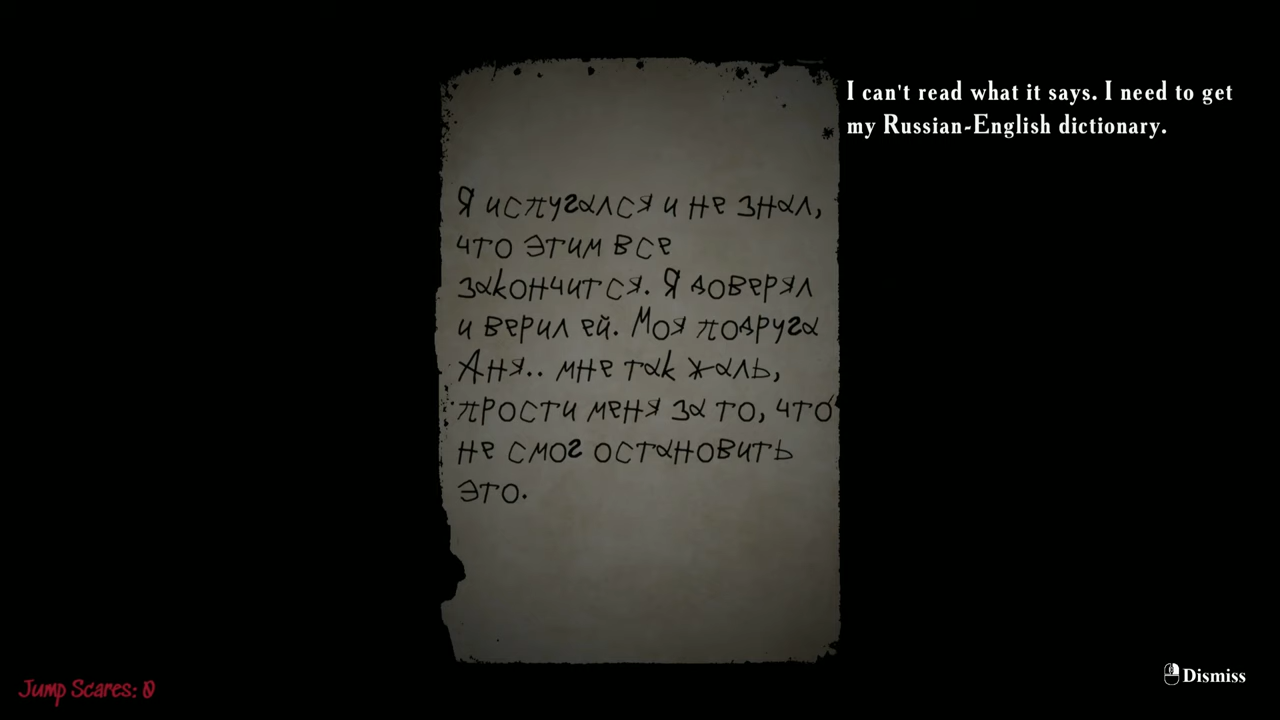 I can't read what it says. I need to get
my Russian-English dictionary.
Я испугался и не знал,
что этим все
закончится. Я доверял
и верил ей. Моя подруга
Аня.. мне так жаль,
прости меня за то, что
не смог остановить
это.
Jump Scares: 0
Dismiss